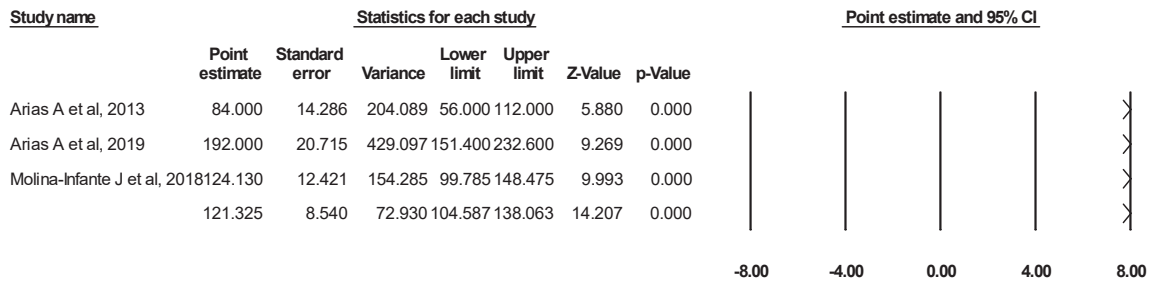 Study name Statistics for each study Point estimate and 95% CI
Point Standard Lower Upper
estimate error Variance limit limit Z-Value p-Value
Arias A et al, 2013 84.000 14.286 204.089 56.000 112.000 5.880 0.000
Arias A et al, 2019 192.000 20.715 429.097 151.400 232.600 9.269 0.000
Molina-Infante J et al, 2018 124.130 12.421 154.285 99.785 148.475 9.993 0.000
121.325 8.540 72.930 104.587 138.063 14.207 0.000
-8.00 -4.00 0.00 4.00 8.00